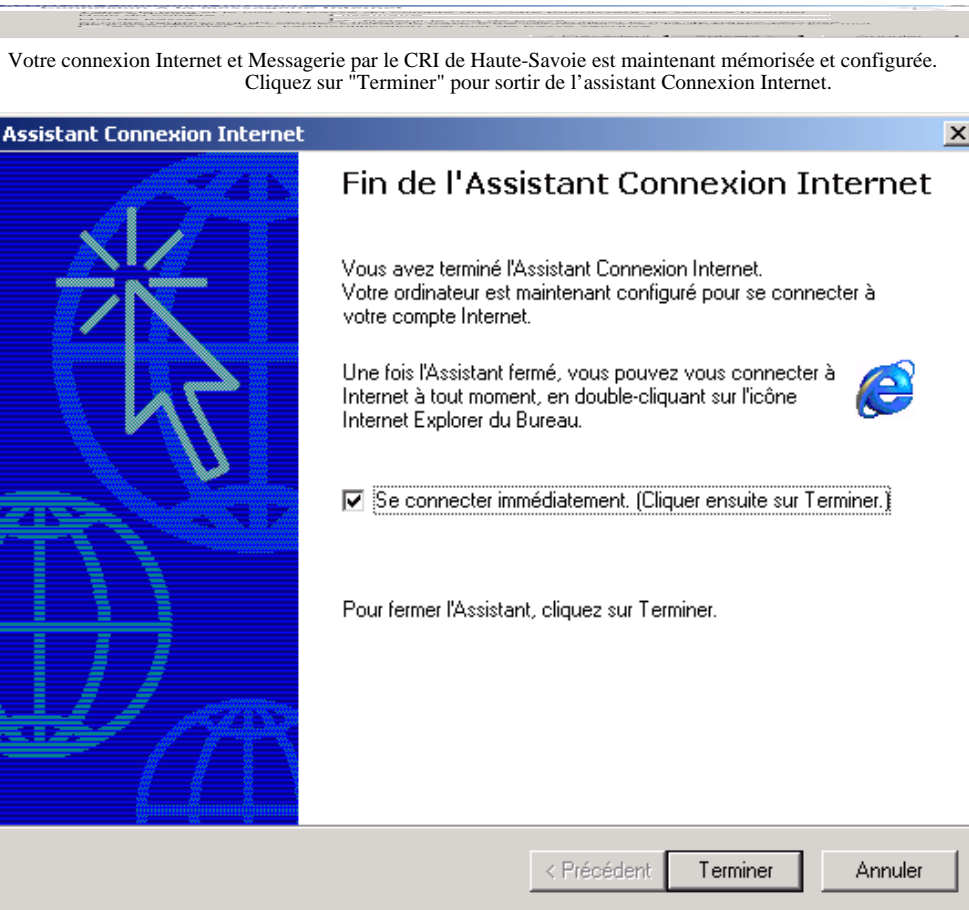 Votre connexion Internet et Messagerie par le CRI de Haute-Savoie est maintenant mémorisée et configurée.
Cliquez sur "Terminer" pour sortir de l’assistant Connexion Internet.
Assistant Connexion Internet
Fin de l'Assistant Connexion Internet
Vous avez terminé l'Assistant Connexion Internet.
Votre ordinateur est maintenant configuré pour se connecter à
votre compte Internet.
Une fois l'Assistant fermé, vous pouvez vous connecter à
Internet à tout moment, en double-cliquant sur l'icône
Internet Explorer du Bureau.
Se connecter immédiatement. (Cliquer ensuite sur Terminer.)
Pour fermer l'Assistant, cliquez sur Terminer.
< Précédent
Terminer
Annuler